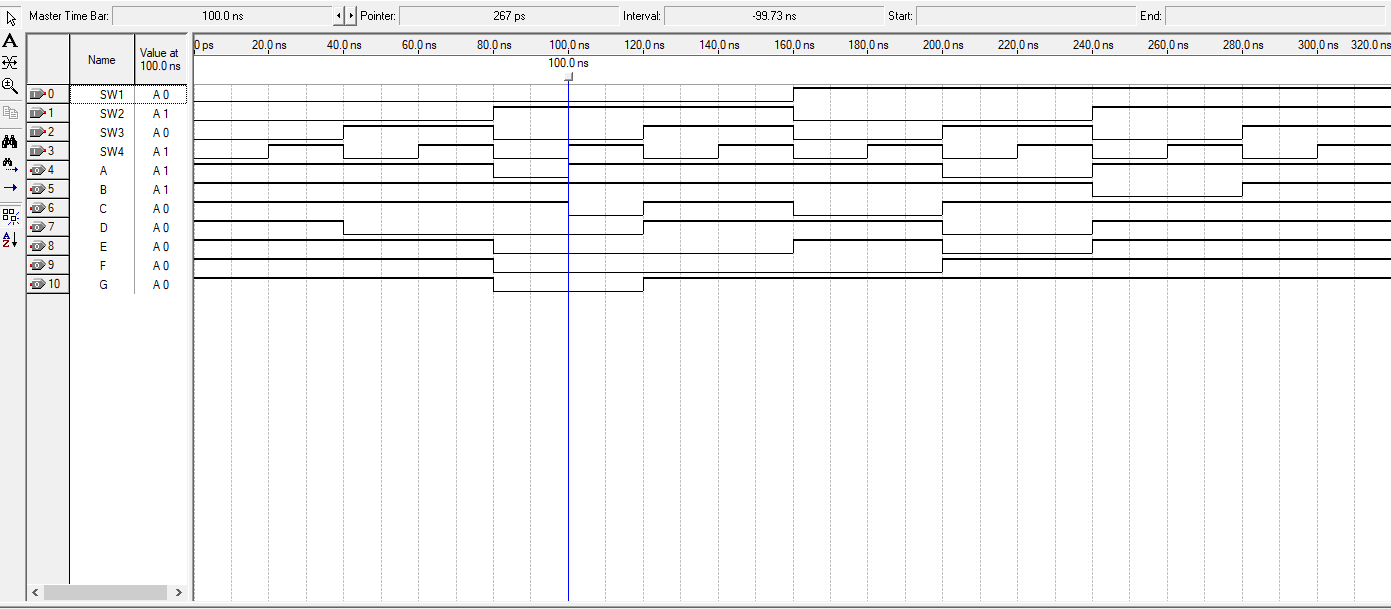 Master Time Bar: 100.0 ns Pointer: 267 ps Interval: -99.73 ns Start: End:
A
Name Value at 100.0 ns
0 ps 20.0 ns 40.0 ns 60.0 ns 80.0 ns 100.0 ns 120.0 ns 140.0 ns 160.0 ns 180.0 ns 200.0 ns 220.0 ns 240.0 ns 260.0 ns 280.0 ns 300.0 ns 320.0 ns
100.0 ns
0 SW1 A 0
1 SW2 A 1
2 SW3 A 0
3 SW4 A 1
4 A A 1
5 B A 1
6 C A 0
7 D A 0
8 E A 0
9 F A 0
10 G A 0
A
Z